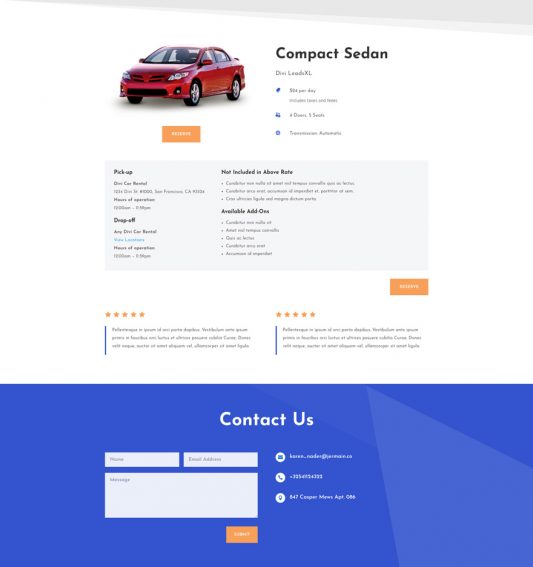 Compact Sedan
Divi LeadsXL
$24 per day
Includes taxes and feees
4 Doors, 5 Seats
Transmission: Automatic
RESERVE
Pick-up
Divi Car Rental
1234 Divi St. #1000, San Francisco, CA 93324
Hours of operation
12:00am – 11:59pm
Drop-off
Any Divi Car Rental
View Locations
Hours of operation
12:00am – 11:59pm
Not Included in Above Rate
Curabitur non nulla sit amet nisl tempus convallis quis ac lectus.
Curabitur arcu erat, accumsan id imperdiet et, porttitor at sem.
Cras ultricies ligula sed magna dictum porta.
Available Add-Ons
Curabitur non nulla sit
Amet nisl tempus convallis
Quis ac lectus
Curabitur arcu erat
Accumsan id imperdiet
RESERVE
Pellentesque in ipsum id orci porta dapibus. Vestibulum ante ipsum
primis in faucibus orci luctus et ultrices posuere cubilia Curae; Donec
velit neque, auctor sit amet aliquam vel, ullamcorper sit amet ligula.
Pellentesque in ipsum id orci porta dapibus. Vestibulum ante ipsum
primis in faucibus orci luctus et ultrices posuere cubilia Curae; Donec
velit neque, auctor sit amet aliquam vel, ullamcorper sit amet ligula.
Contact Us
Name
Email Address
Message
SUBMIT
karen_nader@jermain.co
+3254924322
847 Casper Mews Apt. 086